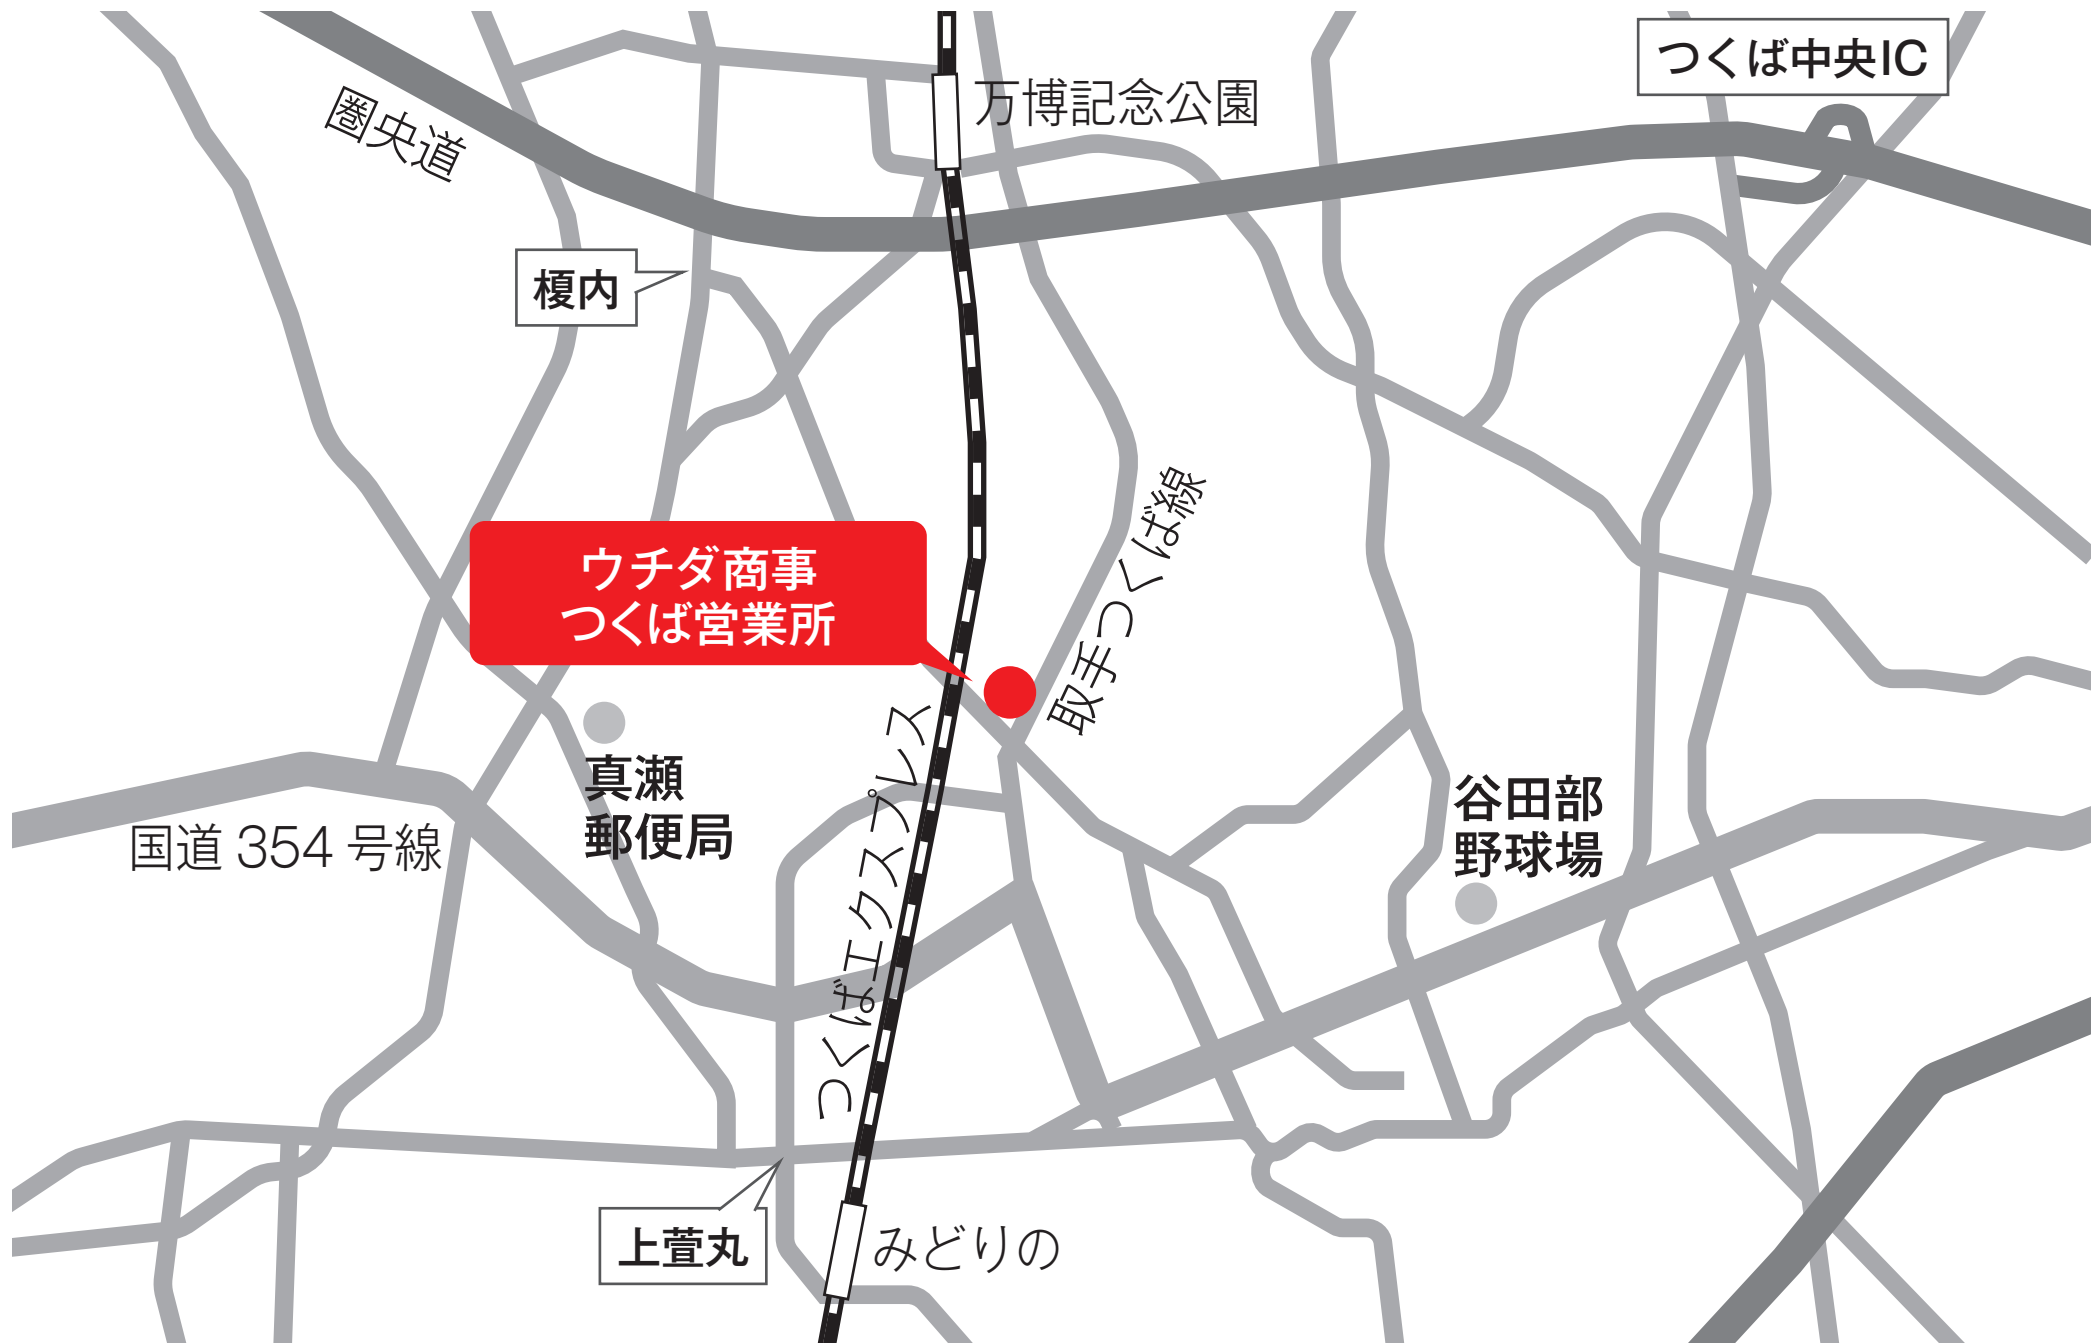 つくば中央IC
万博記念公園
圏央道
榎内
取手つくば線
ウチダ商事
つくば営業所
真瀬
郵便局
谷田部
野球場
国道 354 号線
つくばエクスプレス
上萱丸
みどりの